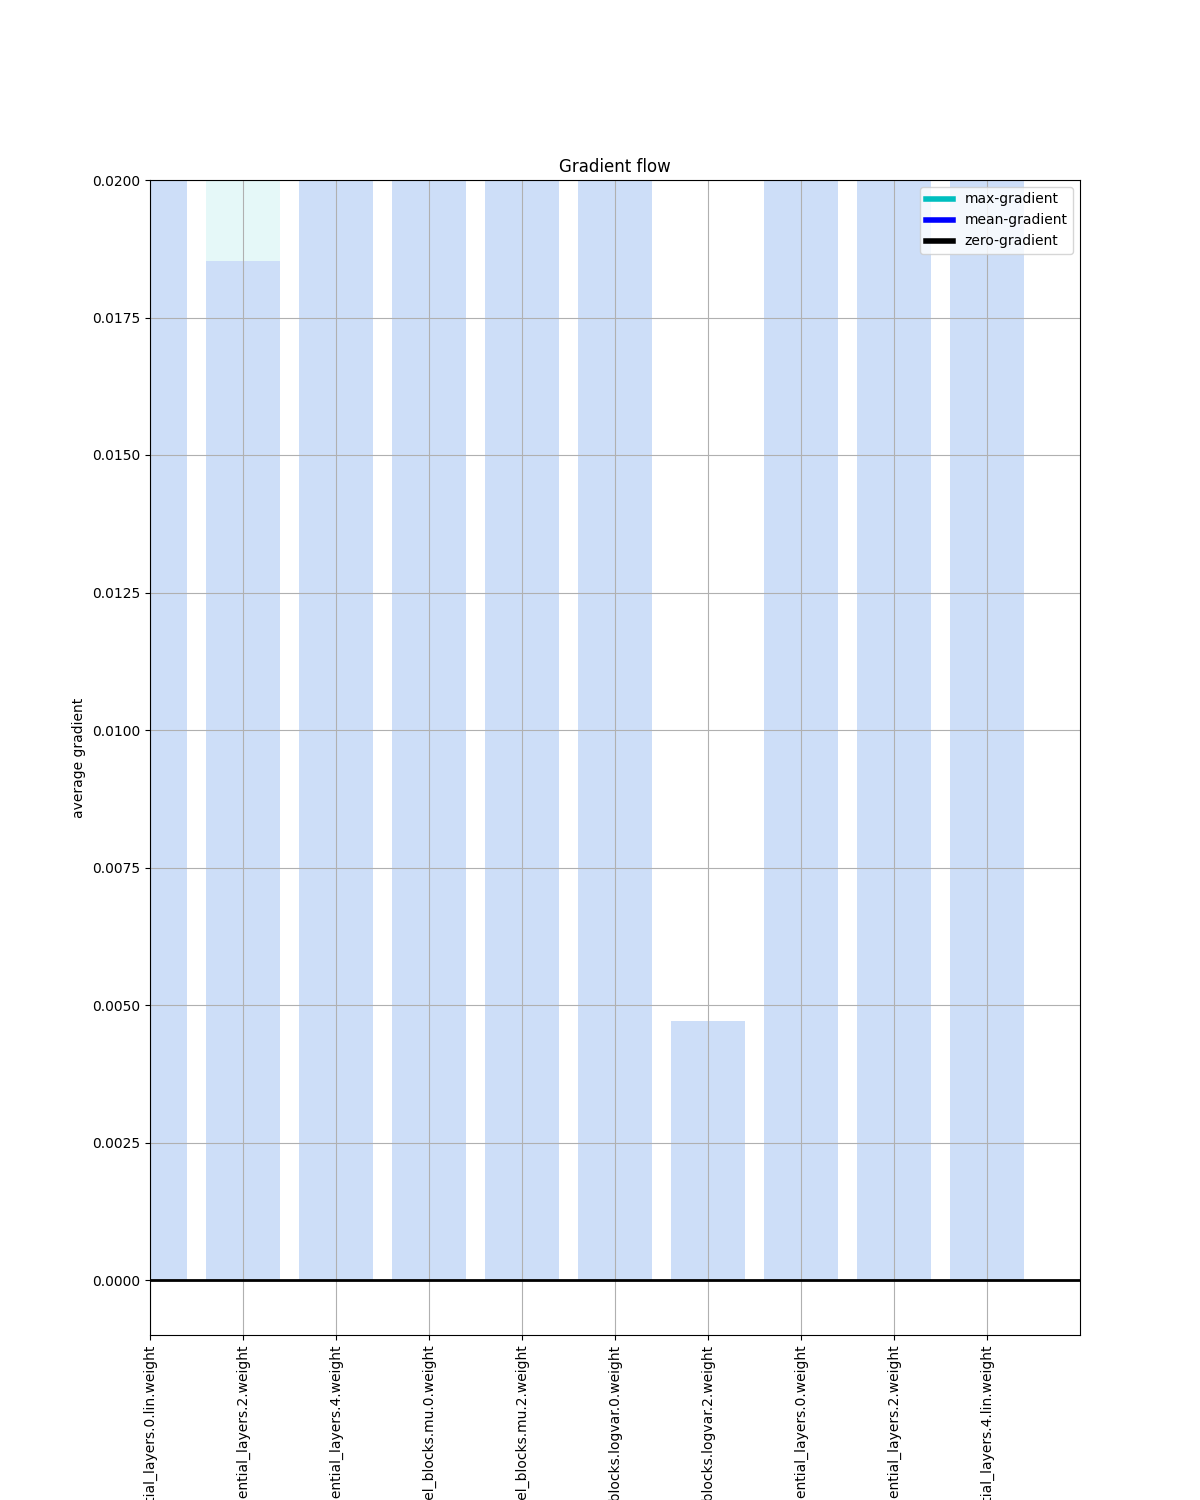 Gradient flow
max-gradient
mean-gradient
zero-gradient
average gradient
0.0200
0.0175
0.0150
0.0125
0.0100
0.0075
0.0050
0.0025
0.0000
tial_layers.0.lin.weight
ential_layers.2.weight
ential_layers.4.weight
el_blocks.mu.0.weight
el_blocks.mu.2.weight
blocks.logvar.0.weight
blocks.logvar.2.weight
ential_layers.0.weight
ential_layers.2.weight
tial_layers.4.lin.weight